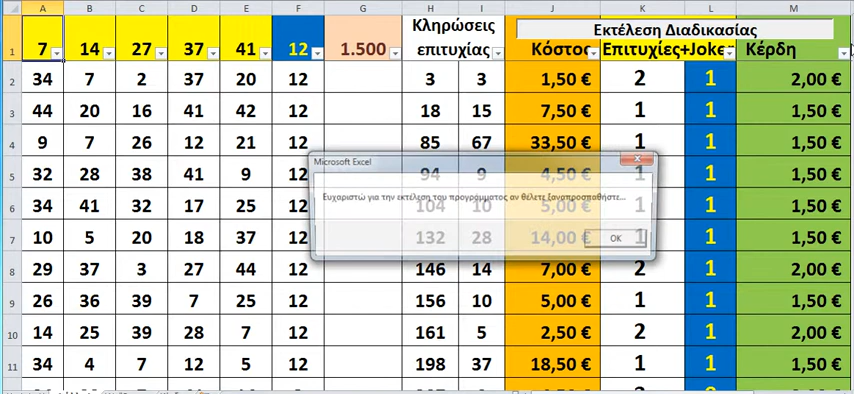 A B C D E F G H I J K L M
Κληρώσεις επιτυχίας
Εκτέλεση Διαδικασίας
1 7 14 27 37 41 12 1.500 Κόστος Επιτυχίες+Joker Κέρδη
2 34 7 2 37 20 12 3 3 1,50 € 2 1 2,00 €
3 44 20 16 41 42 12 18 15 7,50 € 1 1 1,50 €
4 9 7 26 12 21 12 85 67 33,50 € 1 1 1,50 €
Microsoft Excel
5 32 28 38 41 9 12 94 9 4,50 € 1 1 1,50 €
Ευχαριστώ για την εκτέλεση του προγράμματος αν θέλετε ξαναπροσπαθήστε...
6 34 41 32 17 25 12 104 10 5,00 € 1 1 1,50 €
7 10 5 20 18 37 12 132 28 14,00 € 1 1 1,50 €
OK
8 29 37 3 27 44 12 146 14 7,00 € 2 1 2,00 €
9 26 36 39 7 25 12 156 10 5,00 € 1 1 1,50 €
10 14 25 39 28 7 12 161 5 2,50 € 2 1 2,00 €
11 34 4 7 12 5 12 198 37 18,50 € 1 1 1,50 €